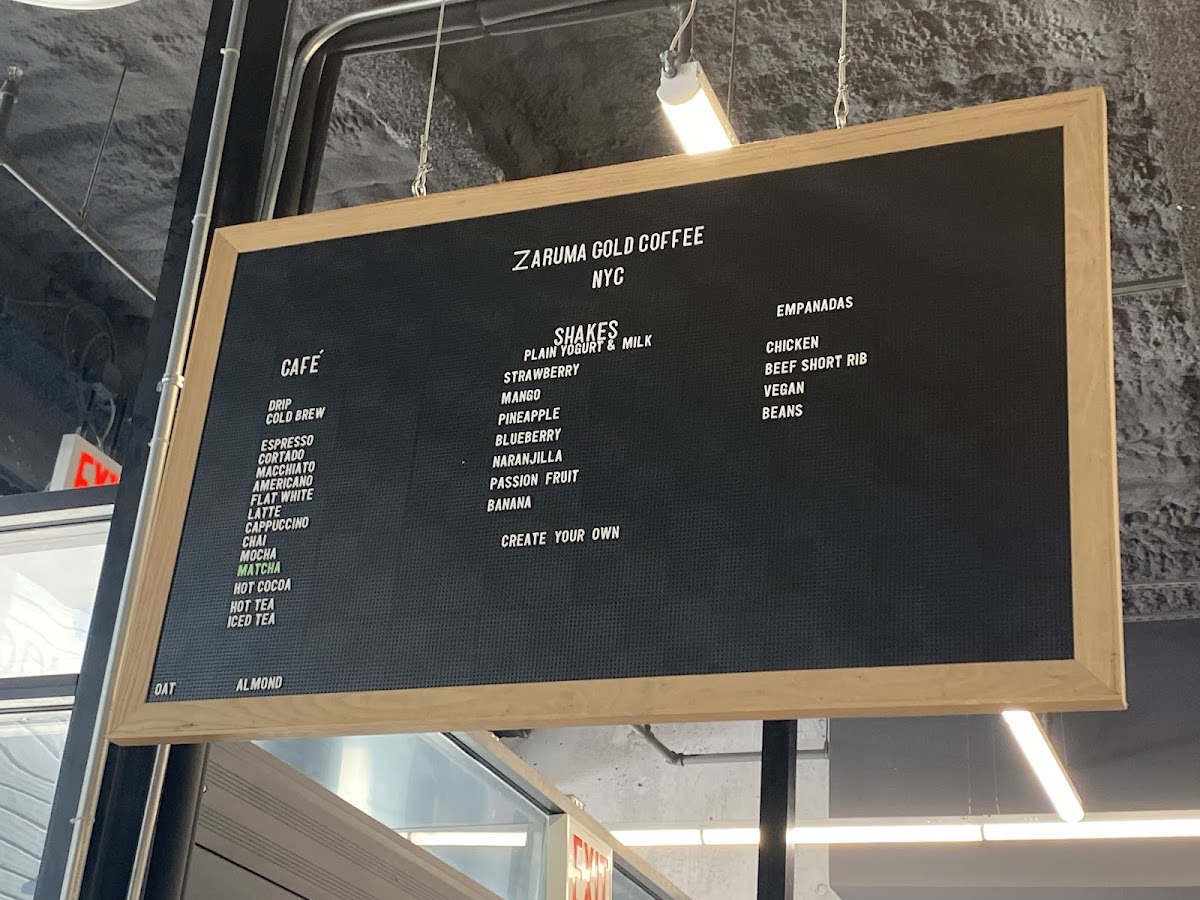 ZARUMA GOLD COFFEE
NYC
CAFÉ
DRIP
COLD BREW
ESPRESSO
CORTADO
MACCHIATO
AMERICANO
FLAT WHITE
LATTE
CAPPUCCINO
CHAI
MOCHA
MATCHA
HOT COCOA
HOT TEA
ICED TEA
OAT ALMOND
SHAKES
PLAIN YOGURT & MILK
STRAWBERRY
MANGO
PINEAPPLE
BLUEBERRY
NARANJILLA
PASSION FRUIT
BANANA
CREATE YOUR OWN
EMPANADAS
CHICKEN
BEEF SHORT RIB
VEGAN
BEANS
EXIT